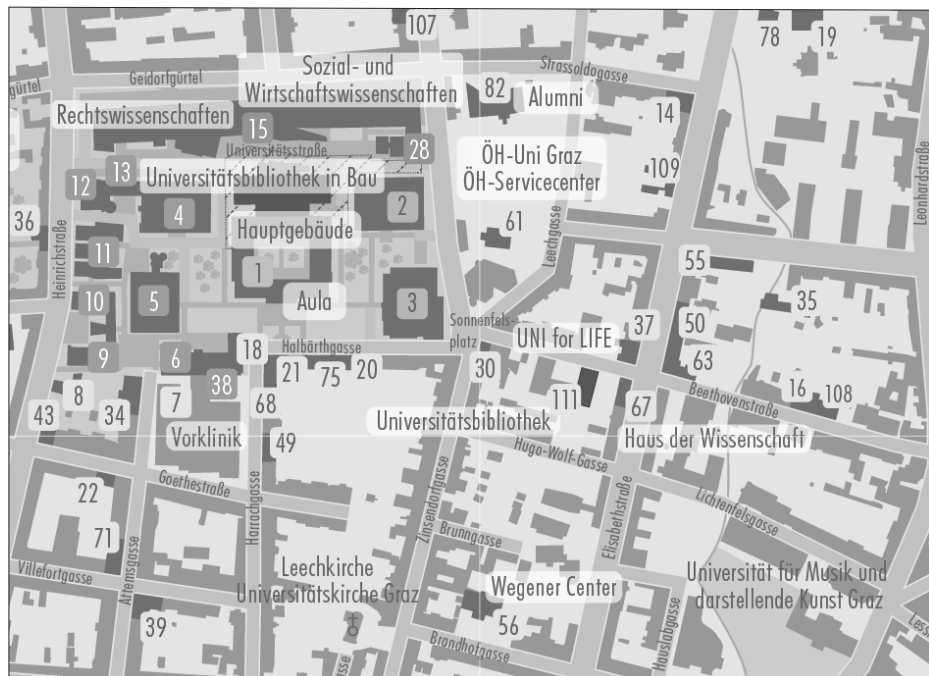 107
78
19
Sozial- und
Wirtschaftswissenschaften
Geidorfgürtel
gürtel
Strassoldogasse
82
Alumni
14
Rechtswissenschaften
15
Universitätsstraße
28
ÖH-Uni Graz
ÖH-Servicecenter
109
Leonhardstraße
12
13
Universitätsbibliothek in Bau
4
2
36
Hauptgebäude
61
Leechgasse
Heinrichstraße
11
1
55
5
Aula
3
10
35
Sonnenfels-
platz
UNI for LIFE
37
50
9
6
18
Halbärthgasse
21
75
20
30
63
38
8
7
68
111
67
16
108
Beethovenstraße
43
34
Vorklinik
49
Universitätsbibliothek
Haus der Wissenschaft
Hugo-Wolf-Gasse
22
Goethestraße
Harrachgasse
Zinzendorfgasse
Elisabethstraße
Lichtenfelsgasse
71
Brunngasse
Villefortgasse
Attemsgasse
Leechkirche
Universitätskirche Graz
Wegener Center
Universität für Musik und
darstellende Kunst Graz
39
56
Brandhofgasse
Hauslabgasse
gasse
Less